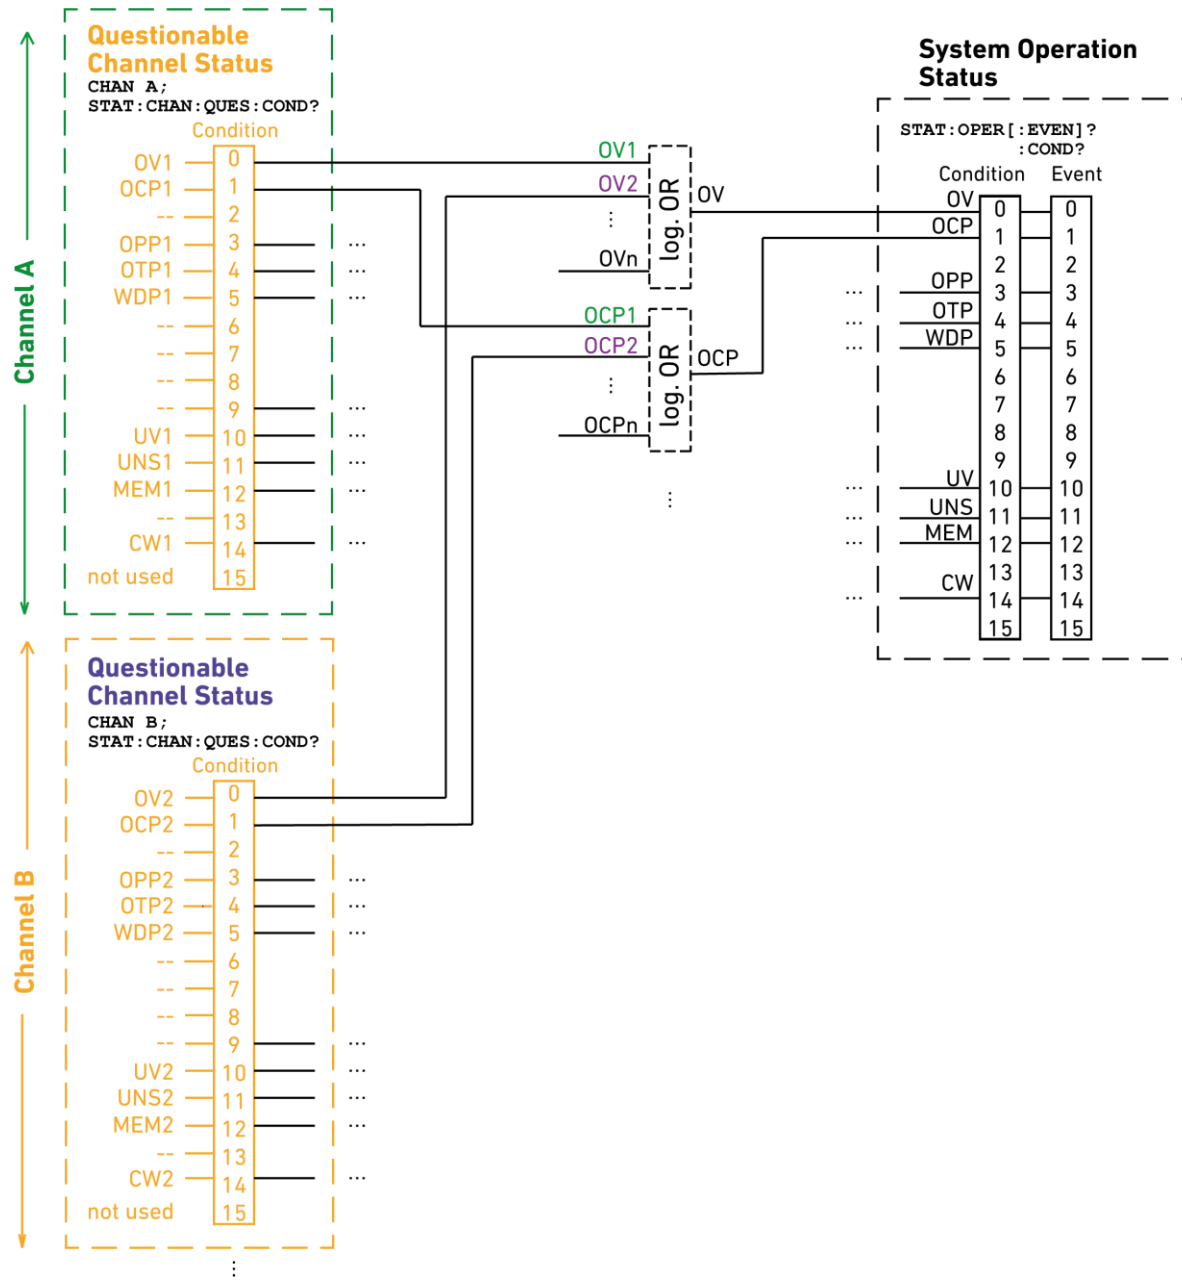 Questionable
Channel Status
CHAN A;
STAT:CHAN:QUES:COND?
Condition
OV1 0
OCP1 1
-- 2
OPP1 3 ...
OTP1 4 ...
WDP1 5 ...
-- 6
-- 7
-- 8
-- 9 ...
UV1 10 ...
UNS1 11 ...
MEM1 12 ...
-- 13
CW1 14 ...
not used 15
Channel A
OV1
OV2
⋮
OVn
log. OR
OV
OCP1
OCP2
⋮
OCPn
log. OR
OCP
⋮
System Operation
Status
STAT:OPER[:EVEN]?
:COND?
Condition Event
OV 0 0
OCP 1 1
2 2
... OPP 3 3
... OTP 4 4
... WDP 5 5
6 6
7 7
8 8
9 9
... UV 10 10
... UNS 11 11
... MEM 12 12
13 13
... CW 14 14
15 15
Questionable
Channel Status
CHAN B;
STAT:CHAN:QUES:COND?
Condition
OV2 0
OCP2 1
-- 2
OPP2 3 ...
OTP2 4 ...
WDP2 5 ...
-- 6
-- 7
-- 8
-- 9 ...
UV2 10 ...
UNS2 11 ...
MEM2 12 ...
-- 13
CW2 14 ...
not used 15
Channel B
⋮